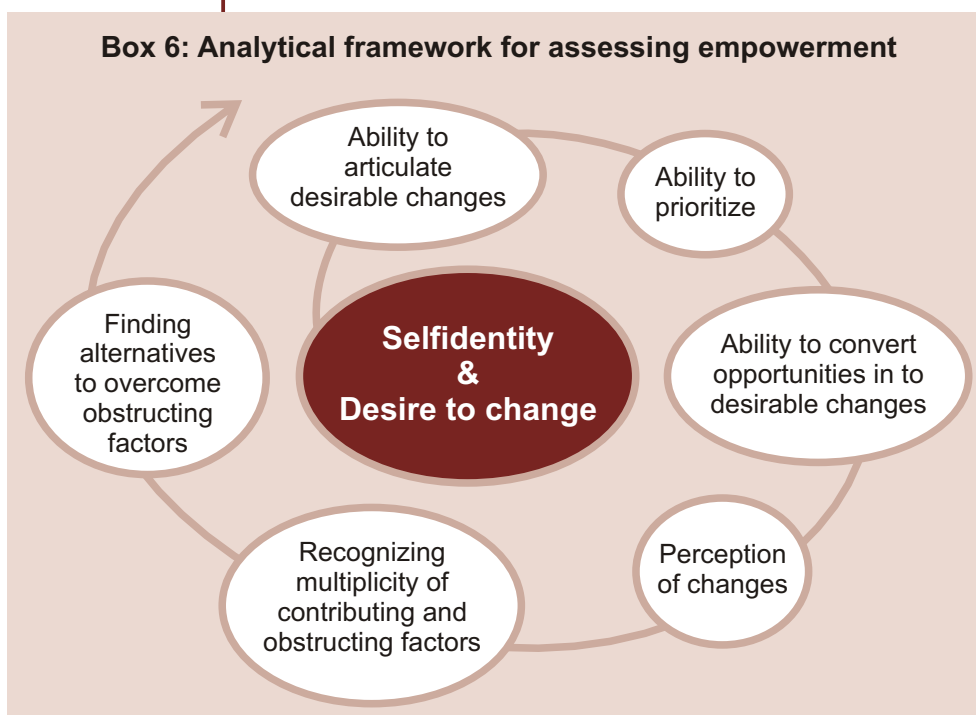 Box 6: Analytical framework for assessing empowerment
Ability to
articulate
desirable changes
Ability to
prioritize
Ability to convert
opportunities in to
desirable changes
Perception
of changes
Recognizing
multiplicity of
contributing and
obstructing factors
Finding
alternatives
to overcome
obstructing
factors
Selfidentity
&
Desire to change